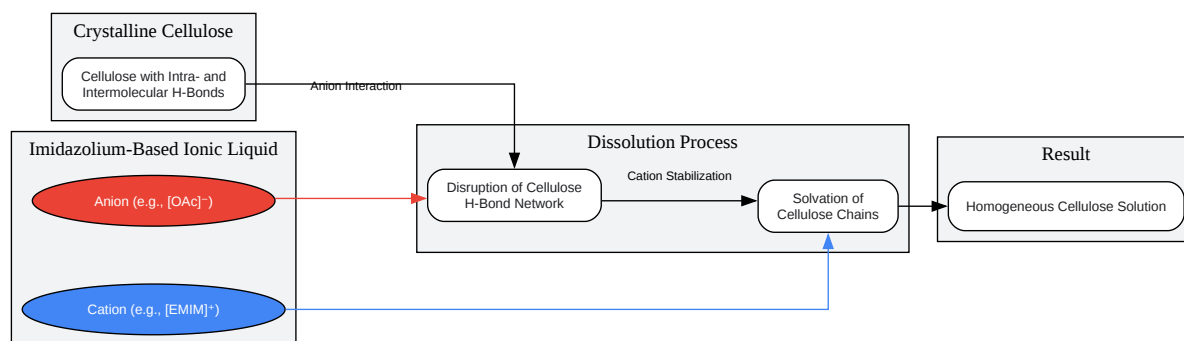 Crystalline Cellulose
Cellulose with Intra- and
Intermolecular H-Bonds
Anion Interaction
Imidazolium-Based Ionic Liquid
Anion (e.g., [OAc]⁻)
Cation (e.g., [EMIM]⁺)
Dissolution Process
Disruption of Cellulose
H-Bond Network
Cation Stabilization
Solvation of
Cellulose Chains
Result
Homogeneous Cellulose Solution